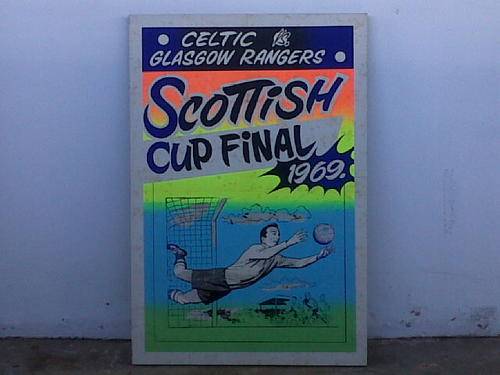 CELTIC &
GLASGOW RANGERS
SCOTTiSH
CUP FiNAL
1969.